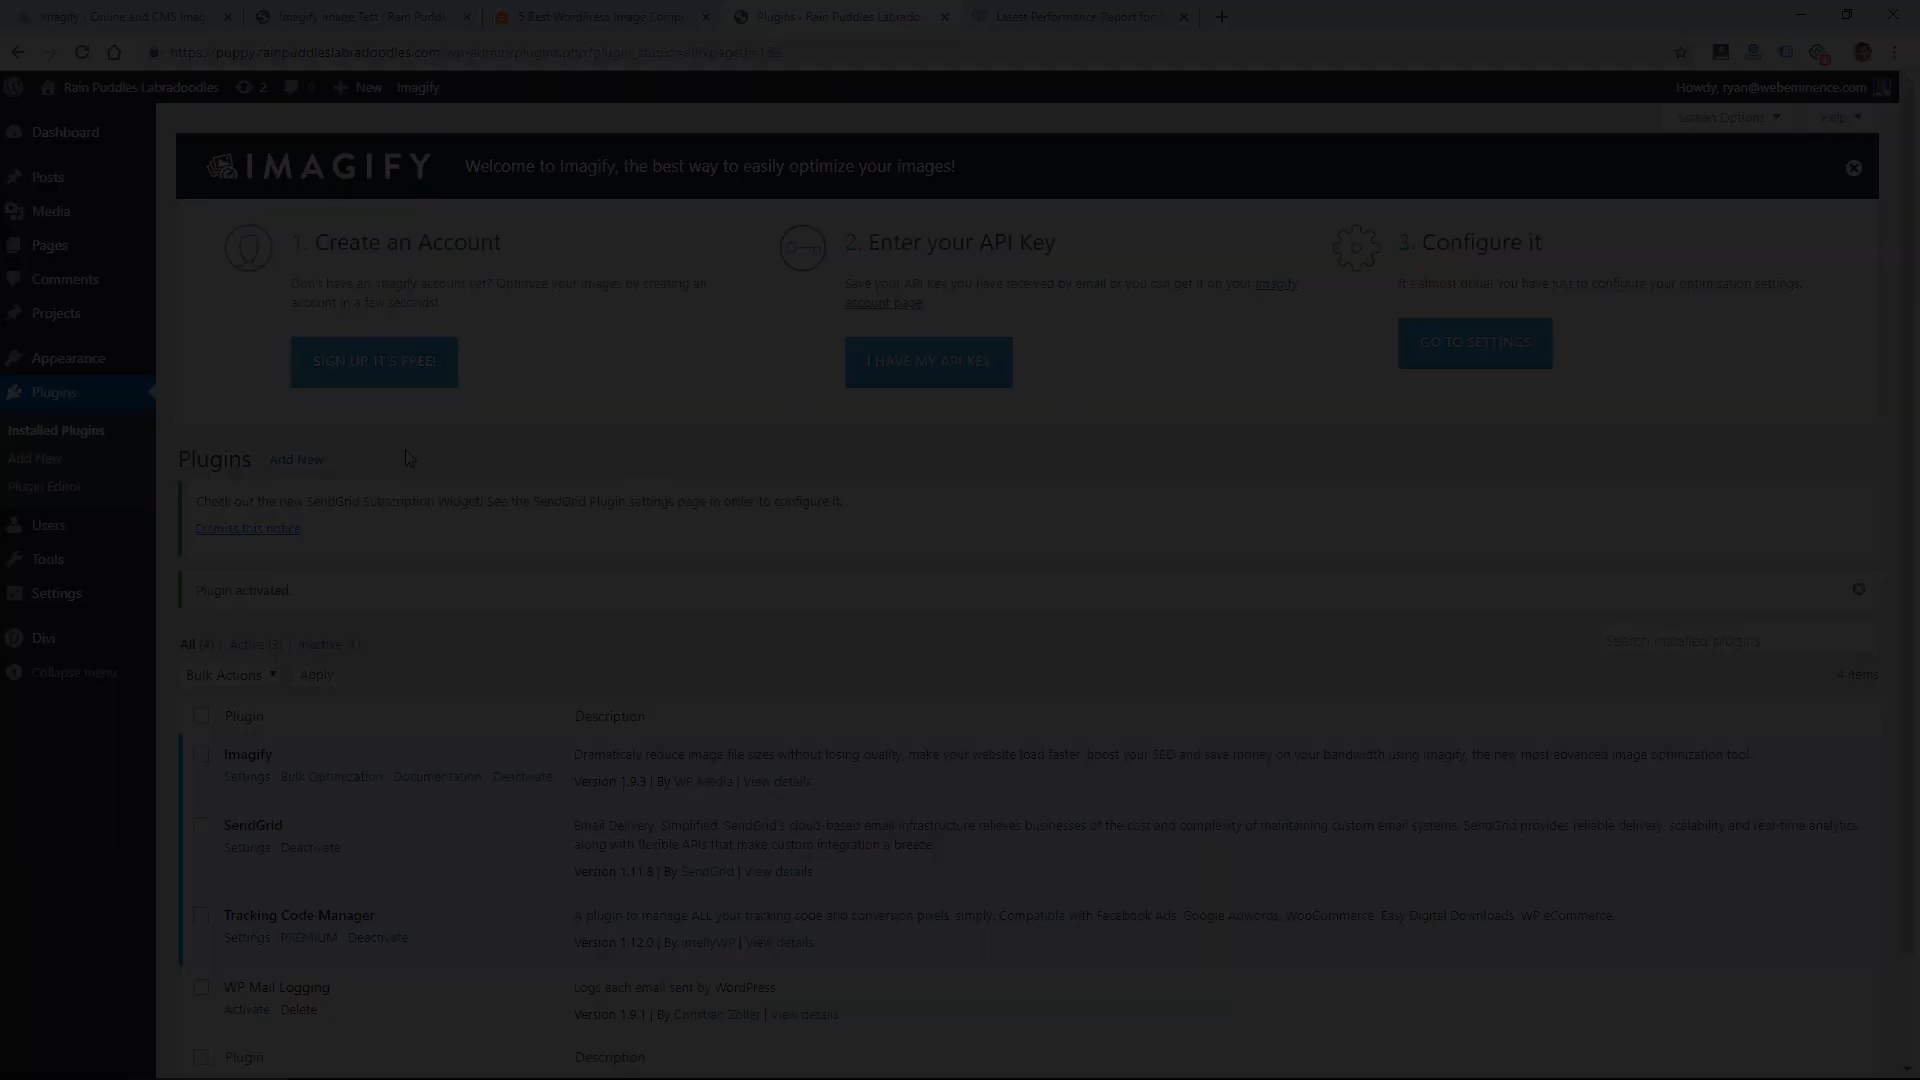 Imagify - Online and CMS Imag
Imagify Image Test | Rain Puddl
5 Best WordPress Image Comp
Plugins ‹ Rain Puddles Labrado
Latest Performance Report for:
https://puppy.rainpuddleslabradoodles.com/wp-admin/plugins.php?plugin_status=all&paged=1&s
Rain Puddles Labradoodles
2
0
New
Imagify
Howdy, ryan@webeminence.com
Screen Options
Help
Dashboard
Posts
Media
Pages
Comments
Projects
Appearance
Plugins
Installed Plugins
Add New
Plugin Editor
Users
Tools
Settings
Divi
Collapse menu
IMAGIFY
Welcome to Imagify, the best way to easily optimize your images!
1. Create an Account
Don't have an Imagify account yet? Optimize your images by creating an
account in a few seconds!
SIGN UP, IT'S FREE!
2. Enter your API Key
Save your API Key you have received by email or you can get it on your Imagify
account page.
I HAVE MY API KEY
3. Configure it
It's almost done! You have just to configure your optimization settings.
GO TO SETTINGS
Plugins
Add New
Check out the new SendGrid Subscription Widget! See the SendGrid Plugin settings page in order to configure it.
Dismiss this notice
Plugin activated.
All (4) | Active (3) | Inactive (1)
Search installed plugins
Bulk Actions
Apply
4 items
Plugin
Description
Imagify
Dramaticaly reduce image file sizes without losing quality, make your website load faster, boost your SEO and save money on your bandwidth using Imagify, the new most advanced image optimization tool.
Settings
Bulk Optimization
Documentation
Deactivate
Version 1.9.3 | By WP Media | View details
SendGrid
Email Delivery. Simplified. SendGrid's cloud-based email infrastructure relieves businesses of the cost and complexity of maintaining custom email systems. SendGrid provides reliable delivery, scalability and real-time analytics
along with flexible APIs that make custom integration a breeze.
Settings
Deactivate
Version 1.11.8 | By SendGrid | View details
Tracking Code Manager
A plugin to manage ALL your tracking code and conversion pixels, simply. Compatible with Facebook Ads, Google Adwords, WooCommerce, Easy Digital Downloads, WP eCommerce.
Settings
PREMIUM
Deactivate
Version 1.12.0 | By IntellyWP | View details
WP Mail Logging
Logs each email sent by WordPress.
Activate
Delete
Version 1.9.1 | By Christian Zöller | View details
Plugin
Description